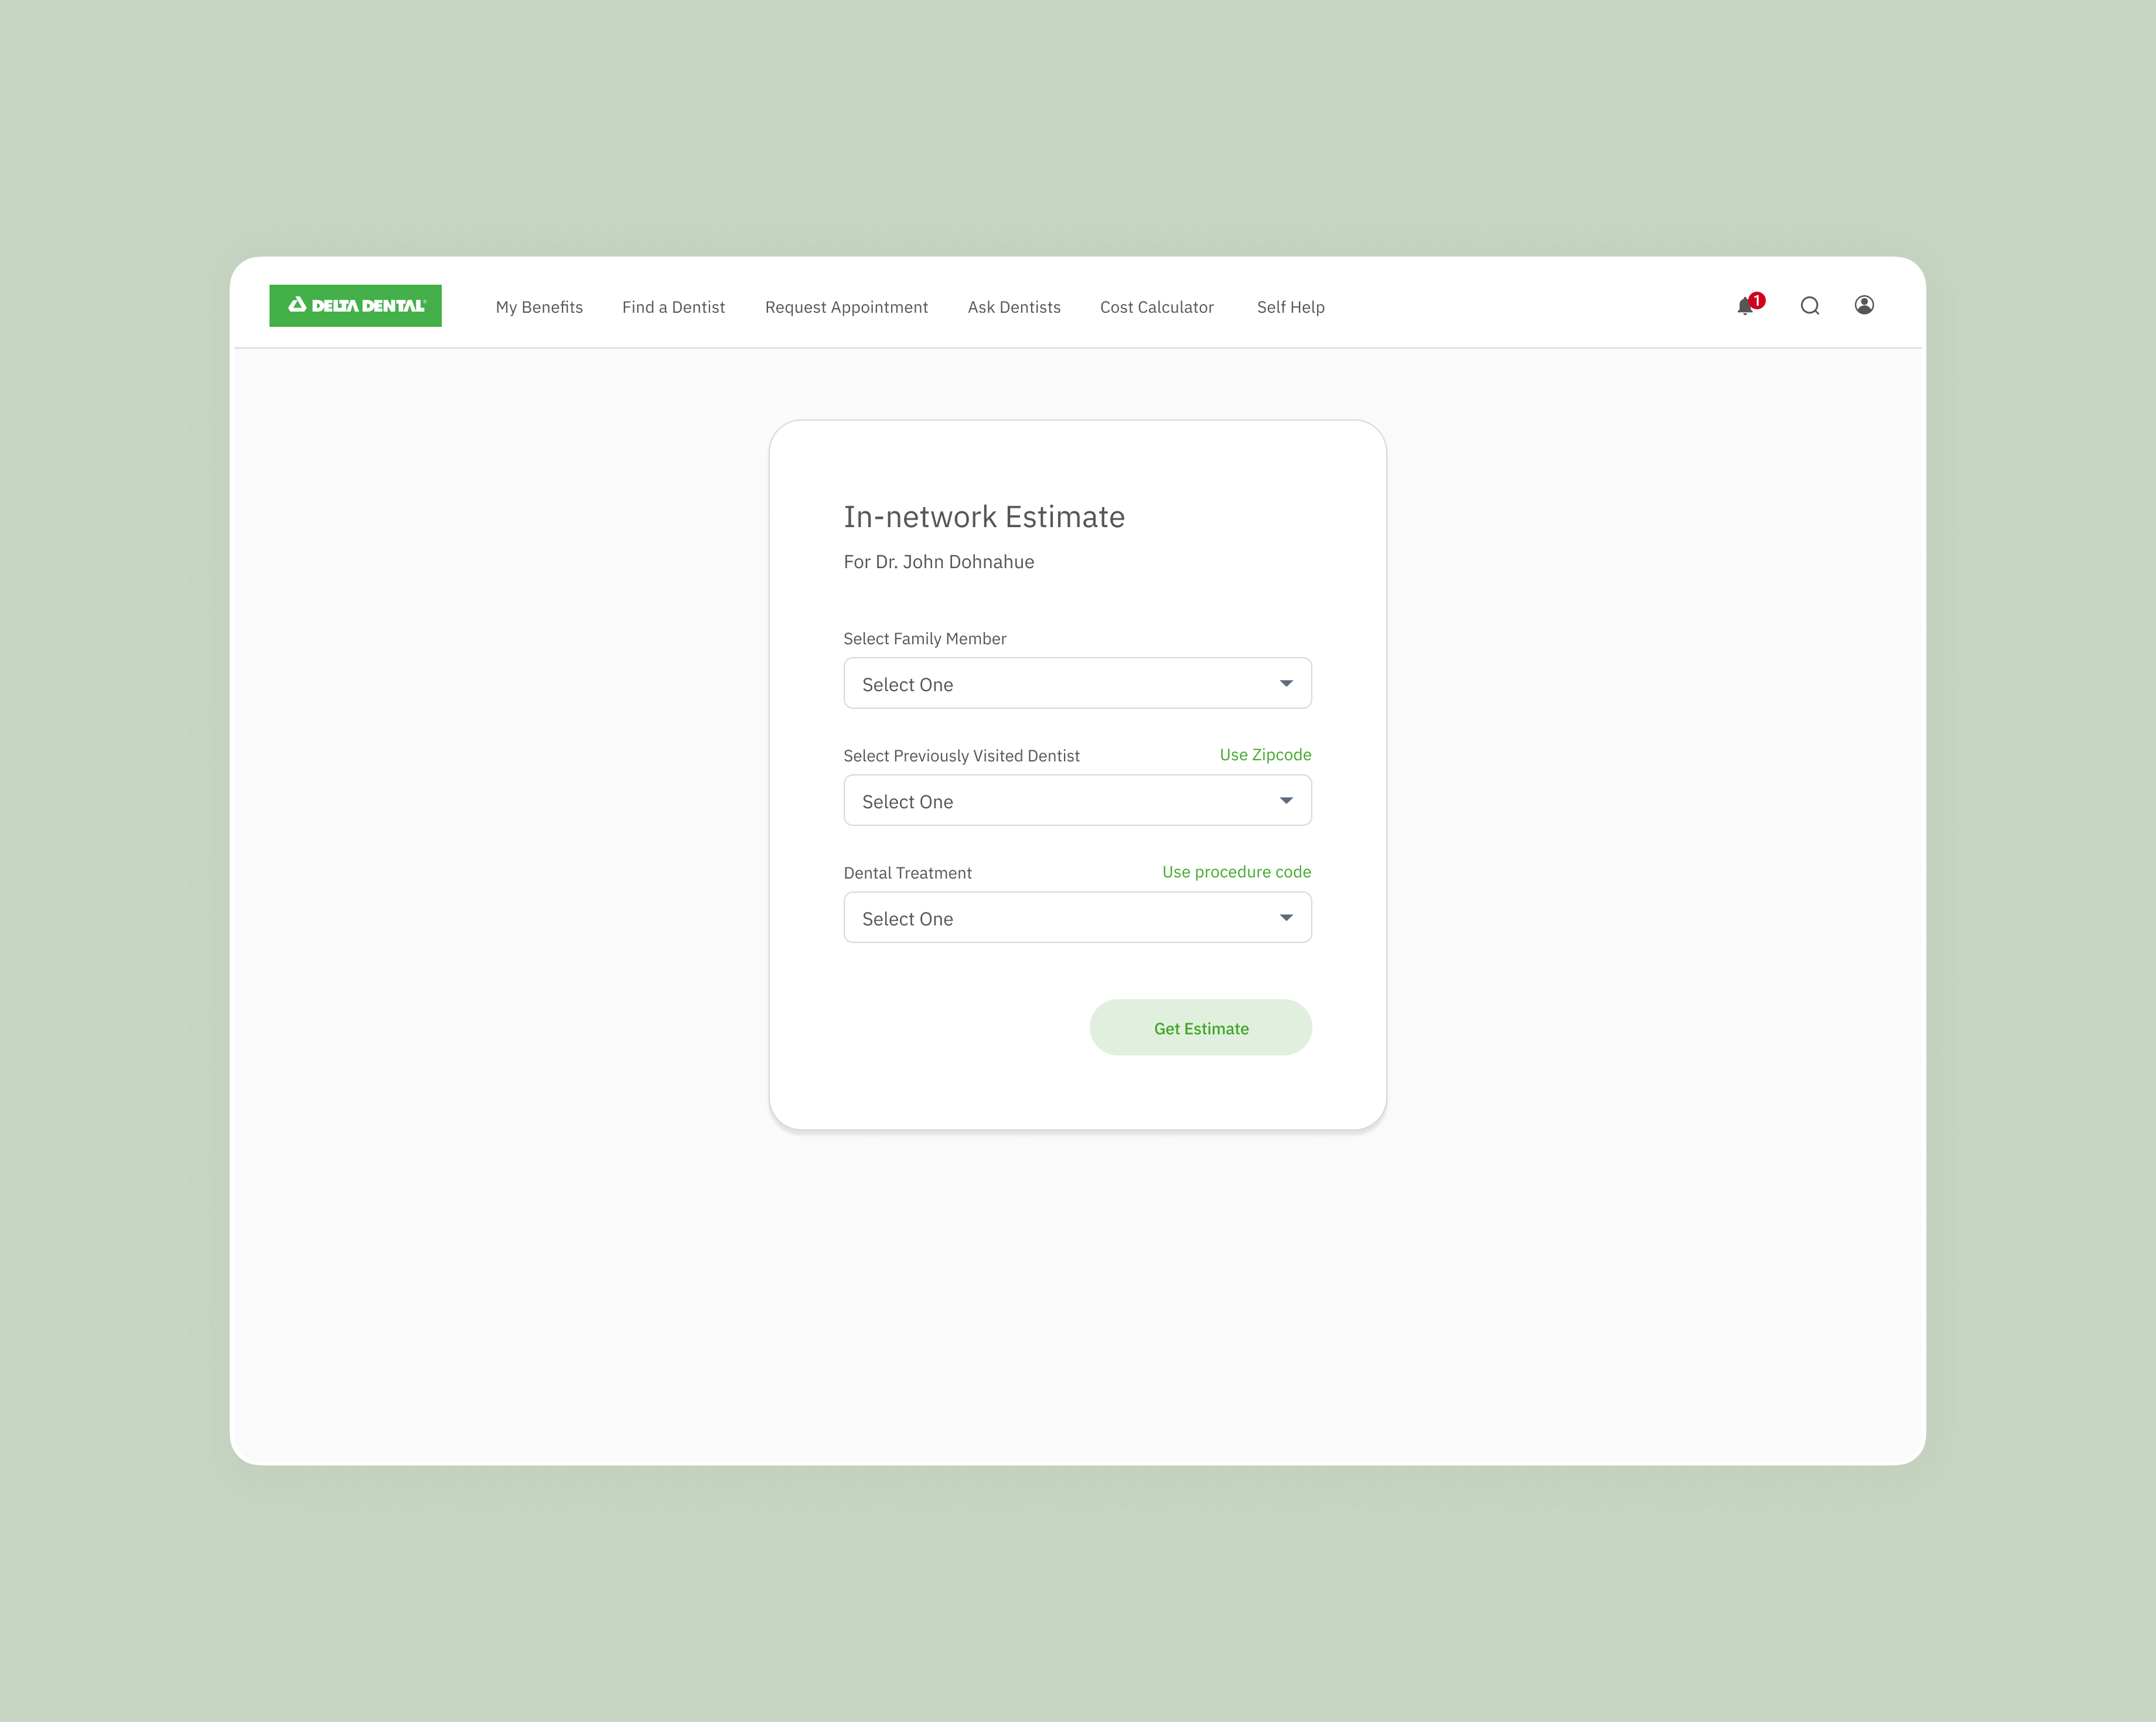 DELTA DENTAL
My Benefits
Find a Dentist
Request Appointment
Ask Dentists
Cost Calculator
Self Help
1
In-network Estimate
For Dr. John Dohnahue
Select Family Member
Select One
Select Previously Visited Dentist
Use Zipcode
Select One
Dental Treatment
Use procedure code
Select One
Get Estimate